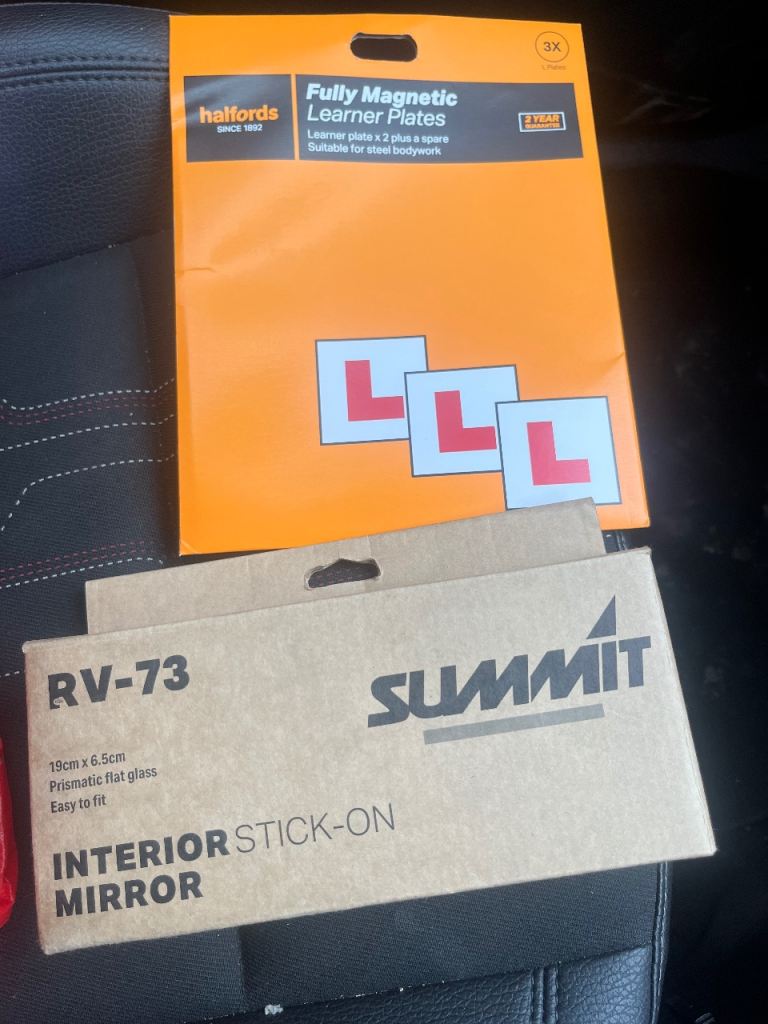 3X
L Plates
halfords
SINCE 1892
Fully Magnetic
Learner Plates
Learner plate x 2 plus a spare
Suitable for steel bodywork
2 YEAR
GUARANTEE
L
L
L
RV-73
SUMMIT
19cm x 6.5cm
Prismatic flat glass
Easy to fit
INTERIOR STICK-ON
MIRROR